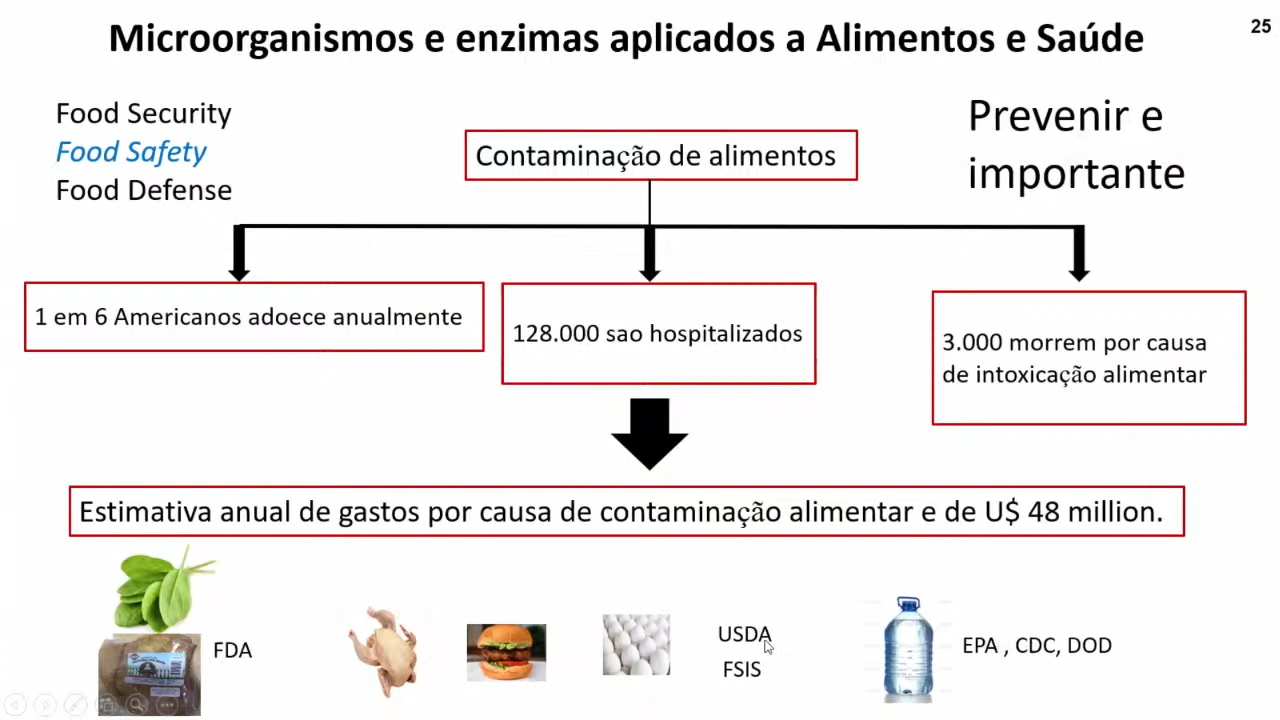 Microorganismos e enzimas aplicados a Alimentos e Saúde
25
Food Security
Food Safety
Food Defense
Contaminação de alimentos
Prevenir e
importante
1 em 6 Americanos adoece anualmente
128.000 sao hospitalizados
3.000 morrem por causa
de intoxicação alimentar
Estimativa anual de gastos por causa de contaminação alimentar e de U$ 48 million.
FDA
USDA
FSIS
EPA , CDC, DOD